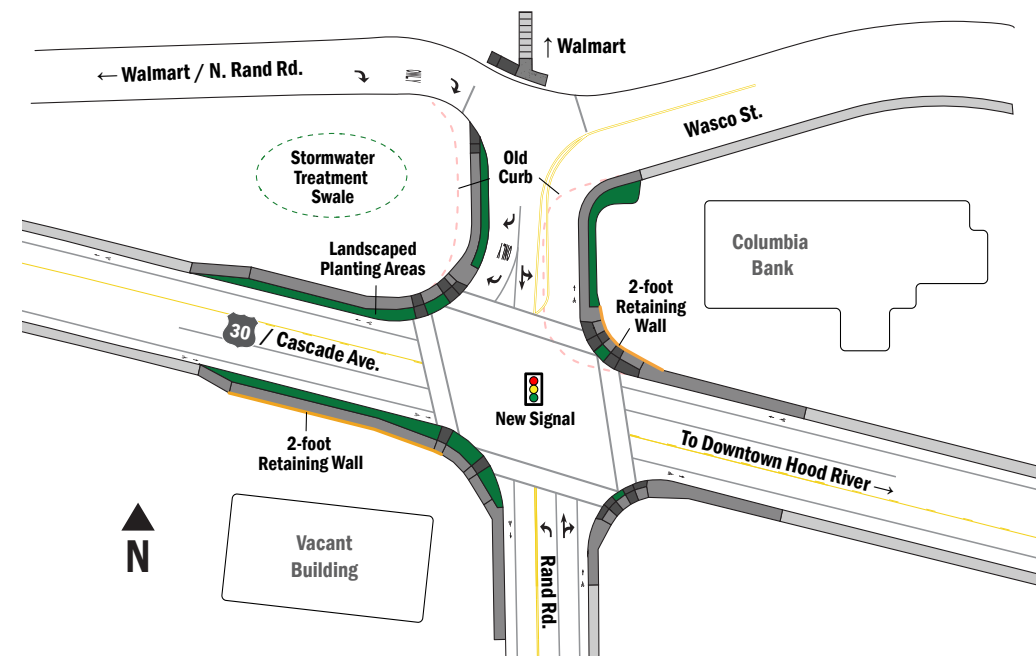 ↑ Walmart
← Walmart / N. Rand Rd.
Wasco St.
Stormwater
Treatment
Swale
Old
Curb
Landscaped
Planting Areas
Columbia
Bank
2-foot
Retaining
Wall
30 / Cascade Ave.
New Signal
2-foot
Retaining Wall
To Downtown Hood River →
Vacant
Building
Rand Rd.
N